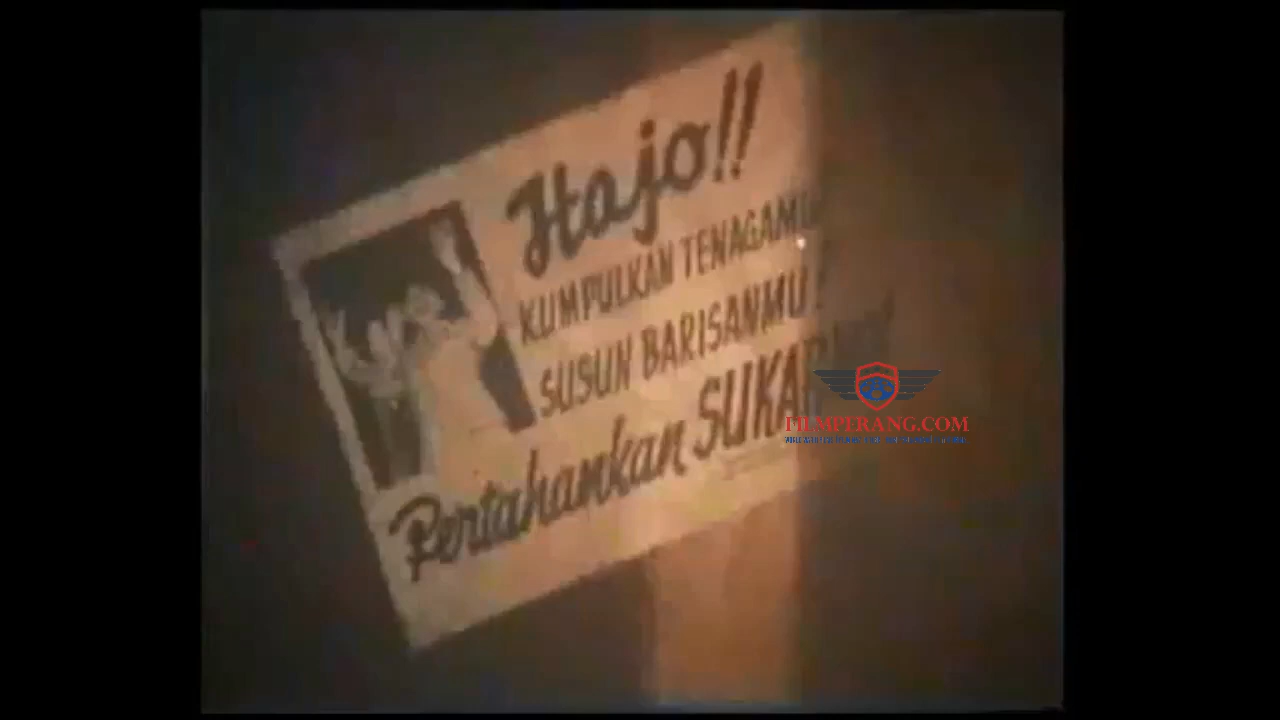 Hajo!!
KUMPULKAN TENAGAMU
SUSUN BARISANMU!
Pertahankan
FILMPERANG.COM